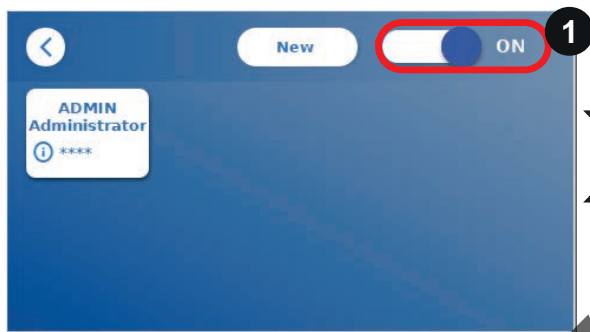 New
ON
1
ADMIN
Administrator
****